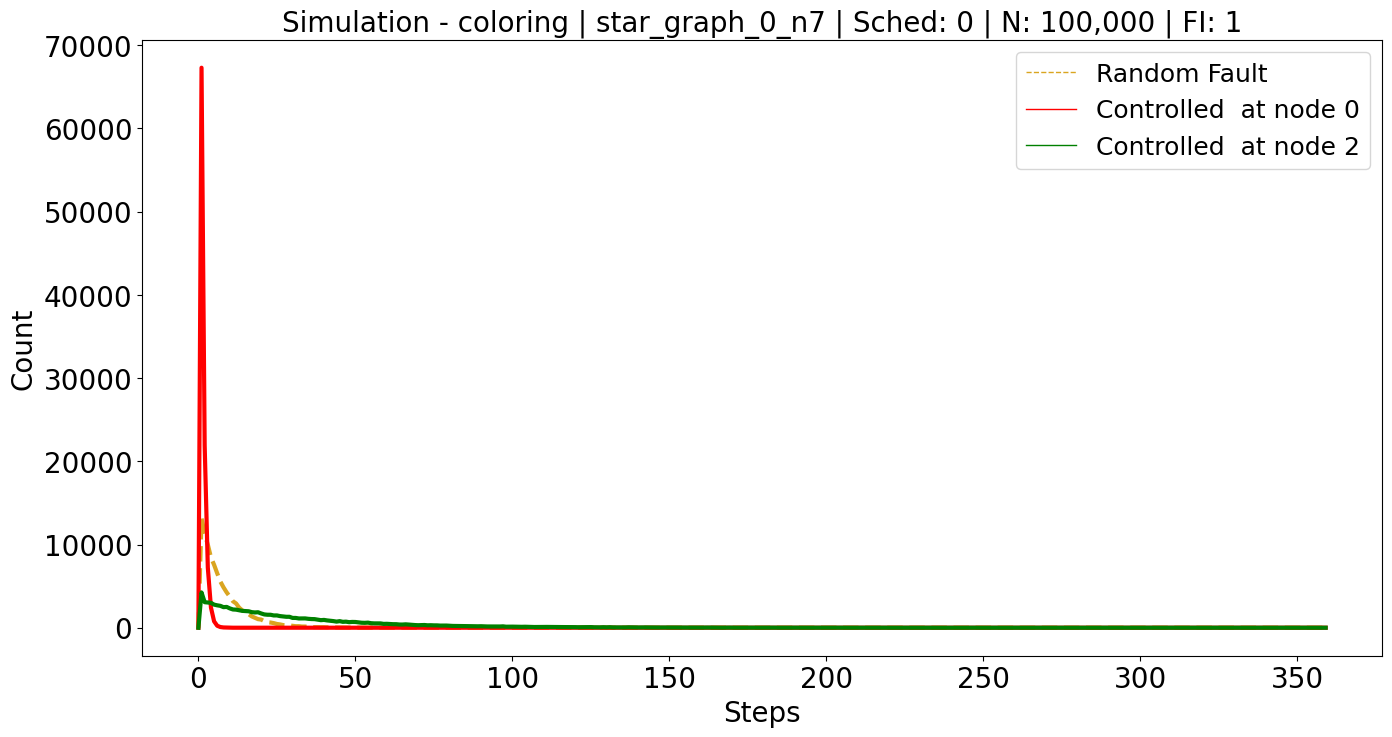 Simulation - coloring | star_graph_0_n7 | Sched: 0 | N: 100,000 | FI: 1
70000
60000
50000
40000
30000
20000
10000
0
Count
Random Fault
Controlled  at node 0
Controlled  at node 2
0
50
100
150
200
250
300
350
Steps